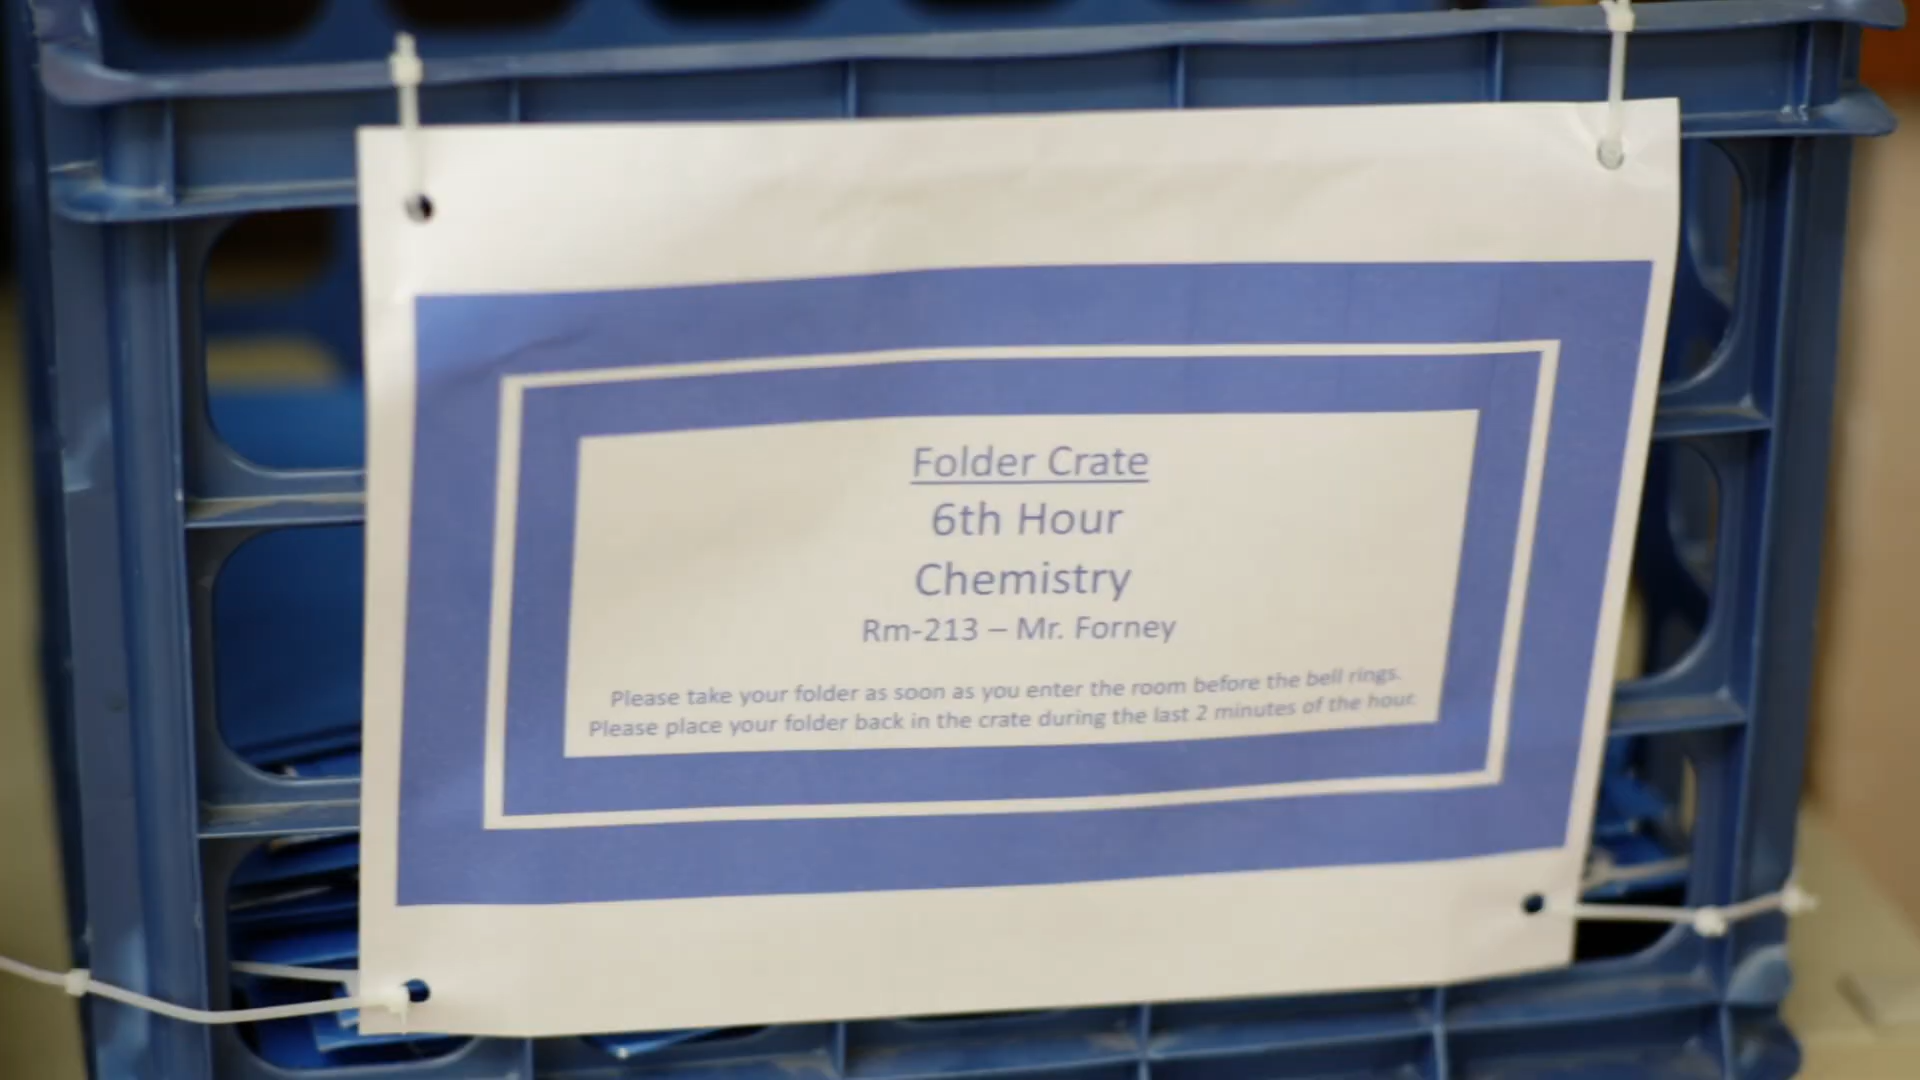 Folder Crate
6th Hour
Chemistry
Rm-213 – Mr. Forney
Please take your folder as soon as you enter the room before the bell rings.
Please place your folder back in the crate during the last 2 minutes of the hour.